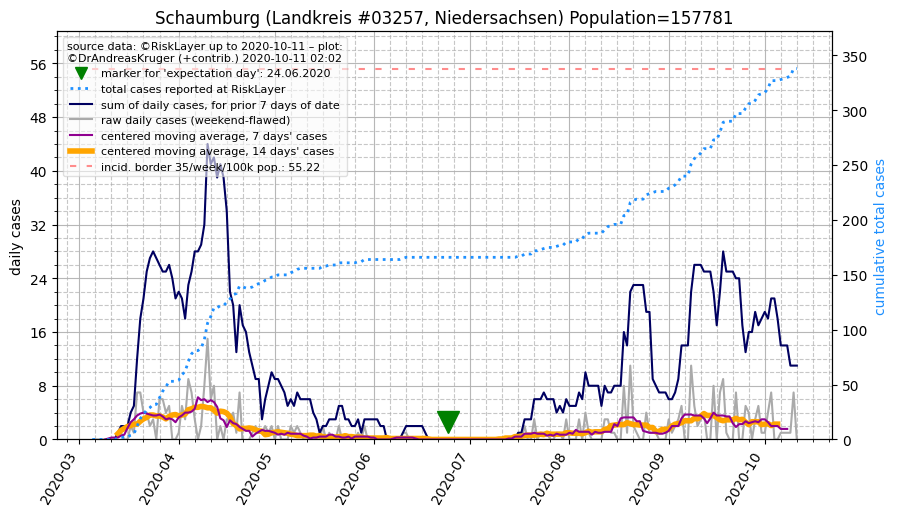 Schaumburg (Landkreis #03257, Niedersachsen) Population=157781
source data: ©RiskLayer up to 2020-10-11 – plot:
©DrAndreasKruger (+contrib.) 2020-10-11 02:02
marker for 'expectation day': 24.06.2020
total cases reported at RiskLayer
sum of daily cases, for prior 7 days of date
raw daily cases (weekend-flawed)
centered moving average, 7 days' cases
centered moving average, 14 days' cases
incid. border 35/week/100k pop.: 55.22
daily cases
56
48
40
32
24
16
8
0
cumulative total cases
350
300
250
200
150
100
50
0
2020-03
2020-04
2020-05
2020-06
2020-07
2020-08
2020-09
2020-10